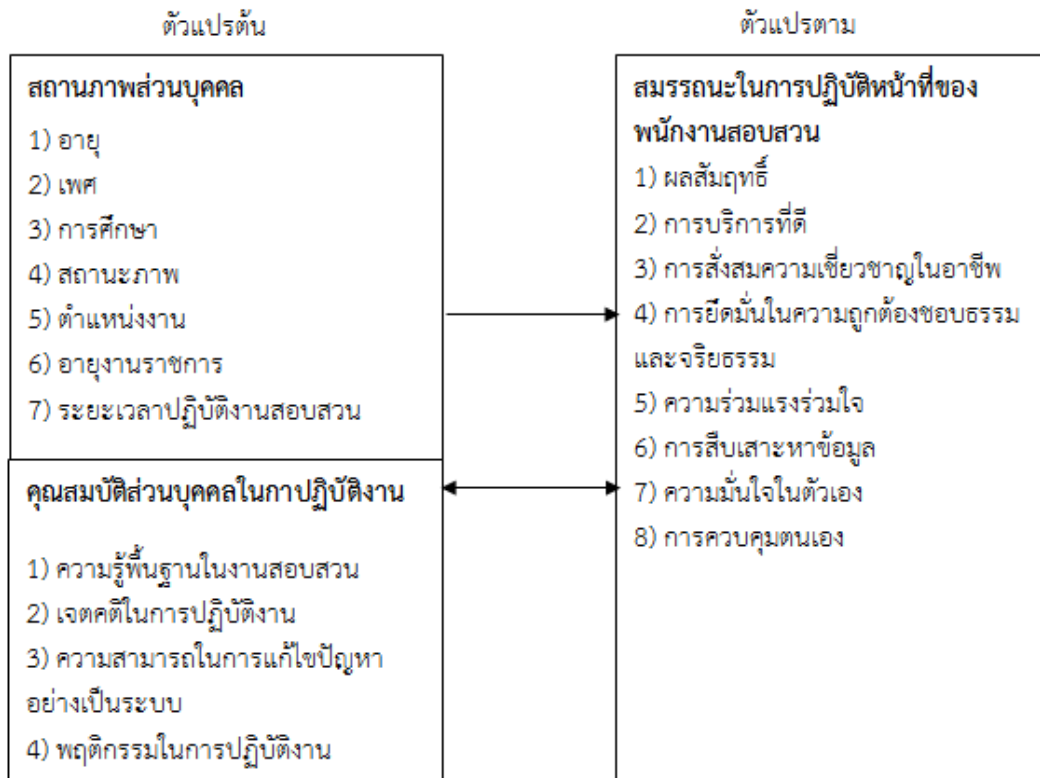 ตัวแปรต้น
ตัวแปรตาม
สถานภาพส่วนบุคคล
1) อายุ
2) เพศ
3) การศึกษา
4) สถานะภาพ
5) ตำแหน่งงาน
6) อายุงานราชการ
7) ระยะเวลาปฏิบัติงานสอบสวน
คุณสมบัติส่วนบุคคลในกาปฏิบัติงาน
1) ความรู้พื้นฐานในงานสอบสวน
2) เจตคติในการปฏิบัติงาน
3) ความสามารถในการแก้ไขปัญหา
อย่างเป็นระบบ
4) พฤติกรรมในการปฏิบัติงาน
สมรรถนะในการปฏิบัติหน้าที่ของ
พนักงานสอบสวน
1) ผลสัมฤทธิ์
2) การบริการที่ดี
3) การสั่งสมความเชี่ยวชาญในอาชีพ
4) การยึดมั่นในความถูกต้องชอบธรรม
และจริยธรรม
5) ความร่วมแรงร่วมใจ
6) การสืบเสาะหาข้อมูล
7) ความมั่นใจในตัวเอง
8) การควบคุมตนเอง